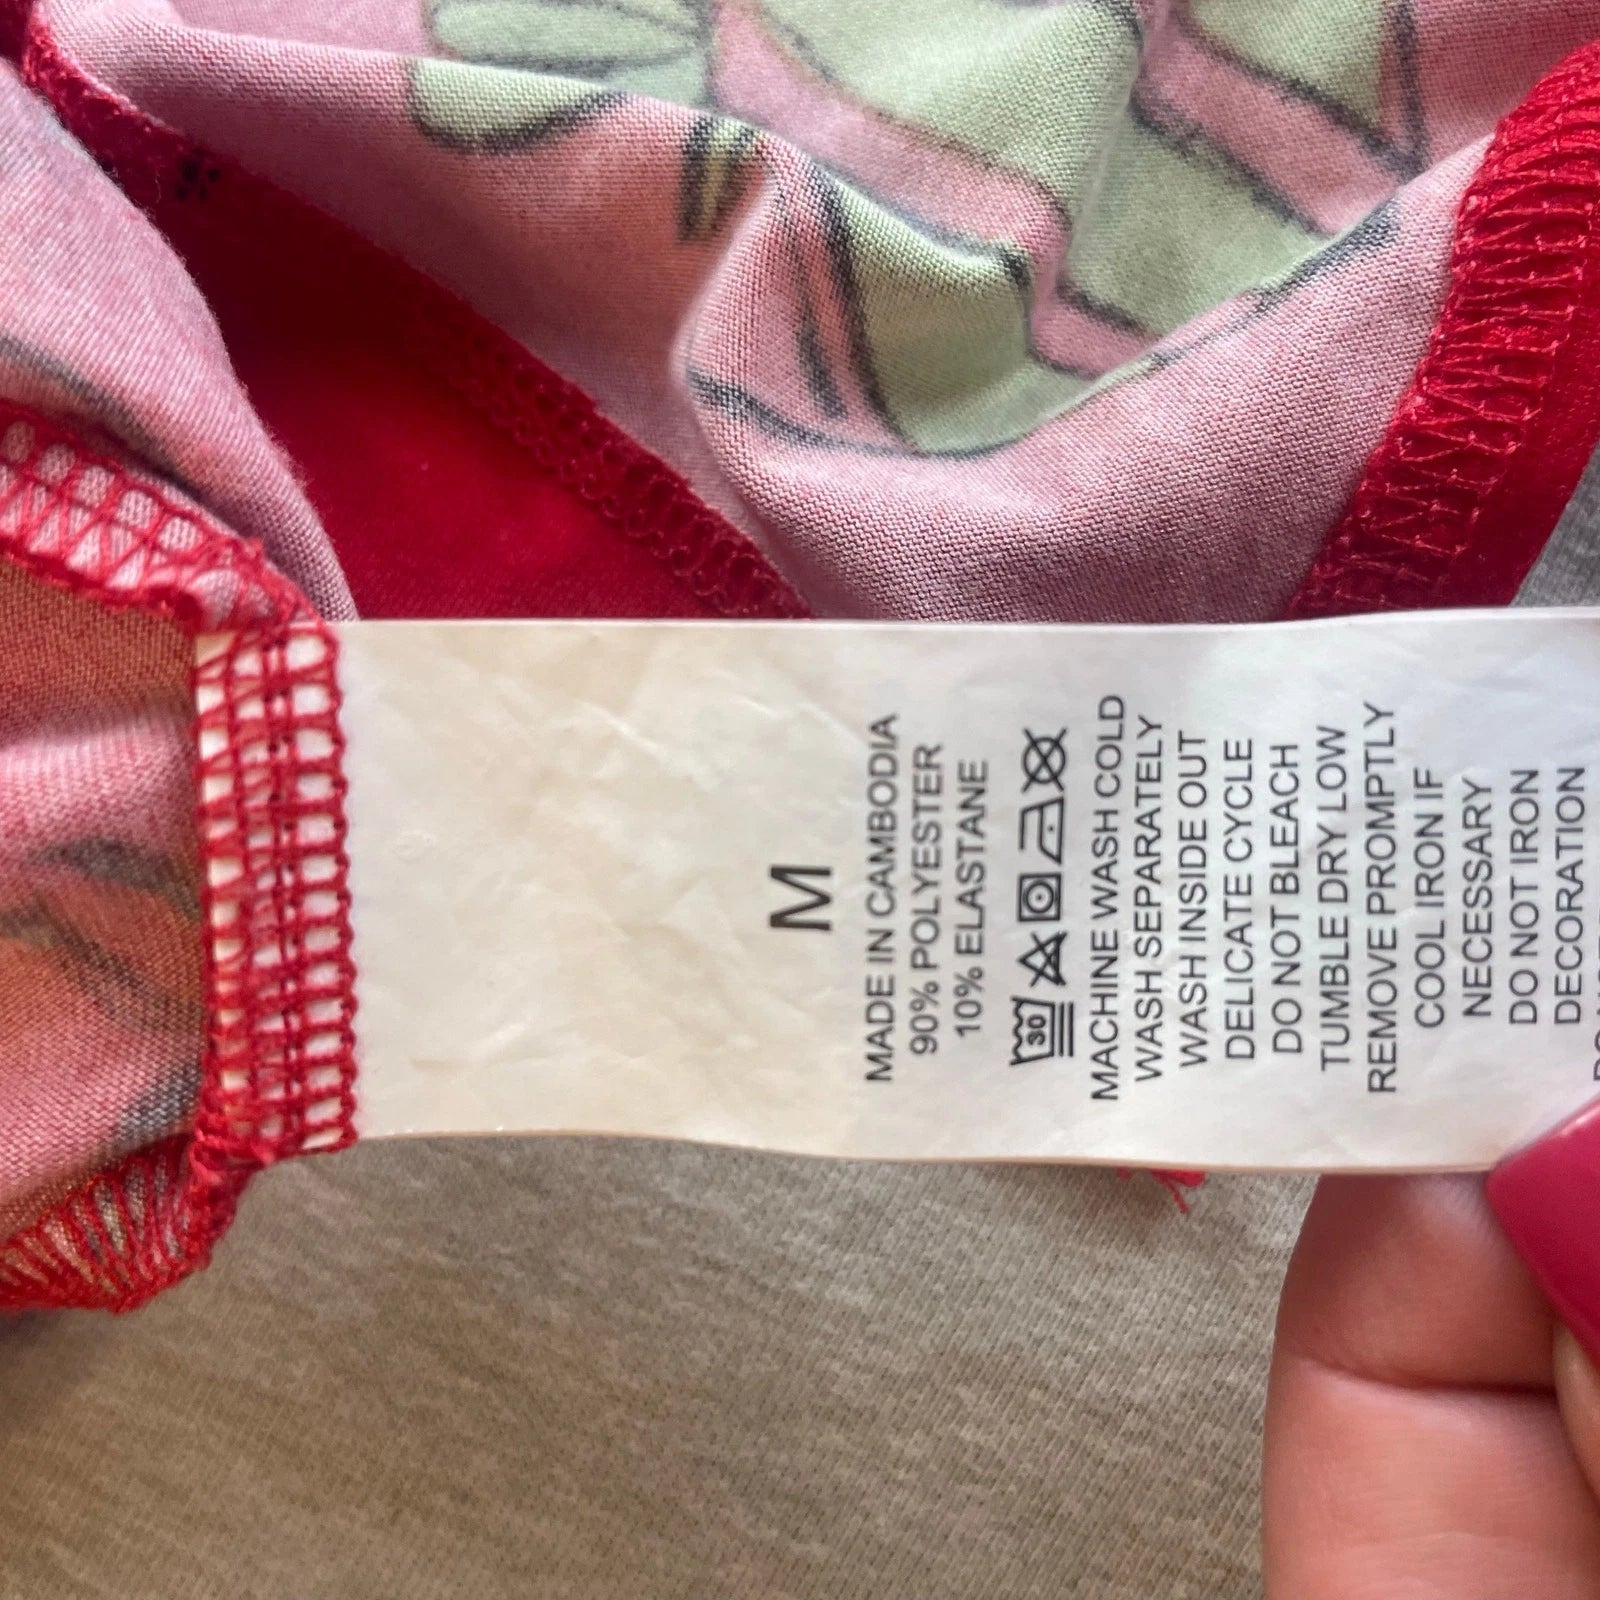 M
MADE IN CAMBODIA
90% POLYESTER
10% ELASTANE
30
MACHINE WASH COLD
WASH SEPARATELY
WASH INSIDE OUT
DELICATE CYCLE
DO NOT BLEACH
TUMBLE DRY LOW
REMOVE PROMPTLY
COOL IRON IF
NECESSARY
DO NOT IRON
DECORATION